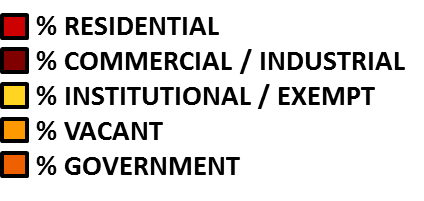 % RESIDENTIAL
% COMMERCIAL / INDUSTRIAL
% INSTITUTIONAL / EXEMPT
% VACANT
% GOVERNMENT